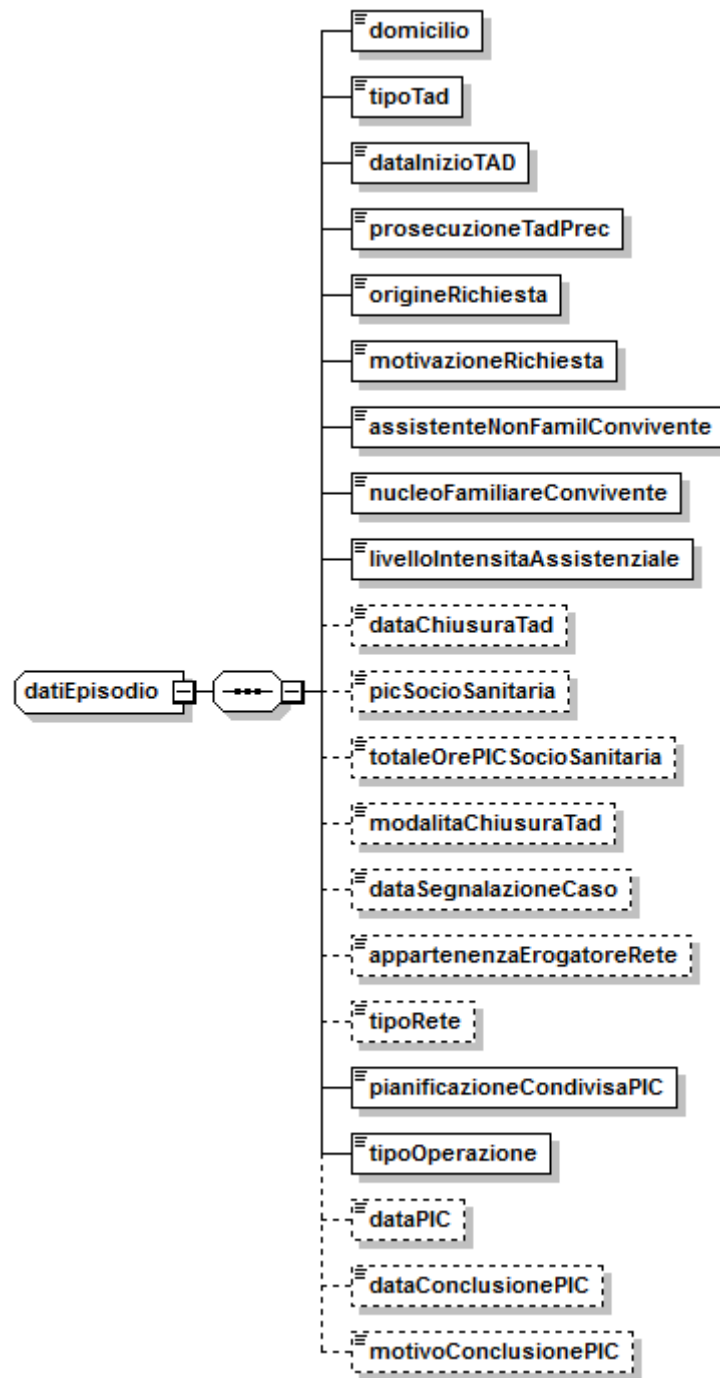 domicilio
tipoTad
dataInizioTAD
prosecuzioneTadPrec
origineRichiesta
motivazioneRichiesta
assistenteNonFamilConvivente
nucleoFamiliareConvivente
livelloIntensitaAssistenziale
dataChiusuraTad
datiEpisodio
picSocioSanitaria
totaleOrePICSocioSanitaria
modalitaChiusuraTad
dataSegnalazioneCaso
appartenenzaErogatoreRete
tipoRete
pianificazioneCondivisaPIC
tipoOperazione
dataPIC
dataConclusionePIC
motivoConclusionePIC